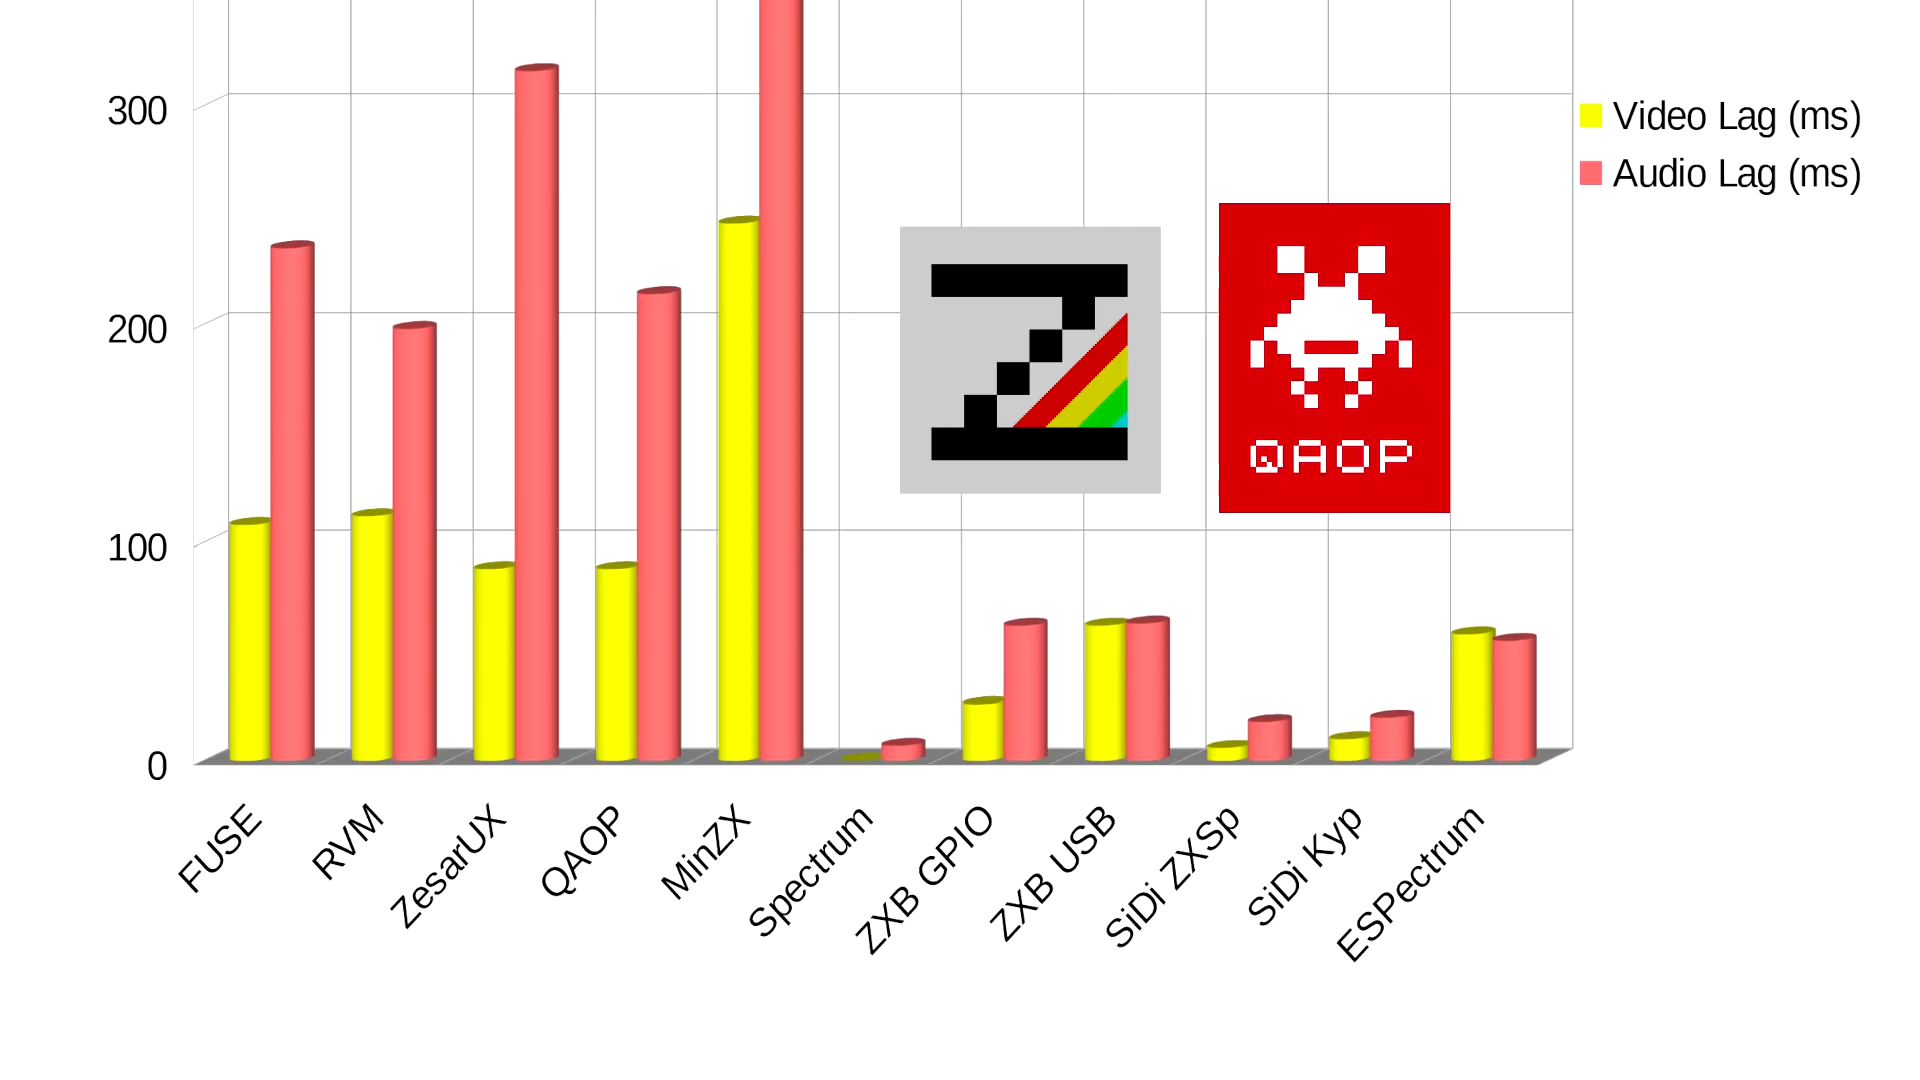 300
200
100
0
Video Lag (ms)
Audio Lag (ms)
QAOP
FUSE
RVM
ZesarUX
QAOP
MinZX
Spectrum
ZXB GPIO
ZXB USB
SiDi ZXSp
SiDi Kyp
ESPectrum